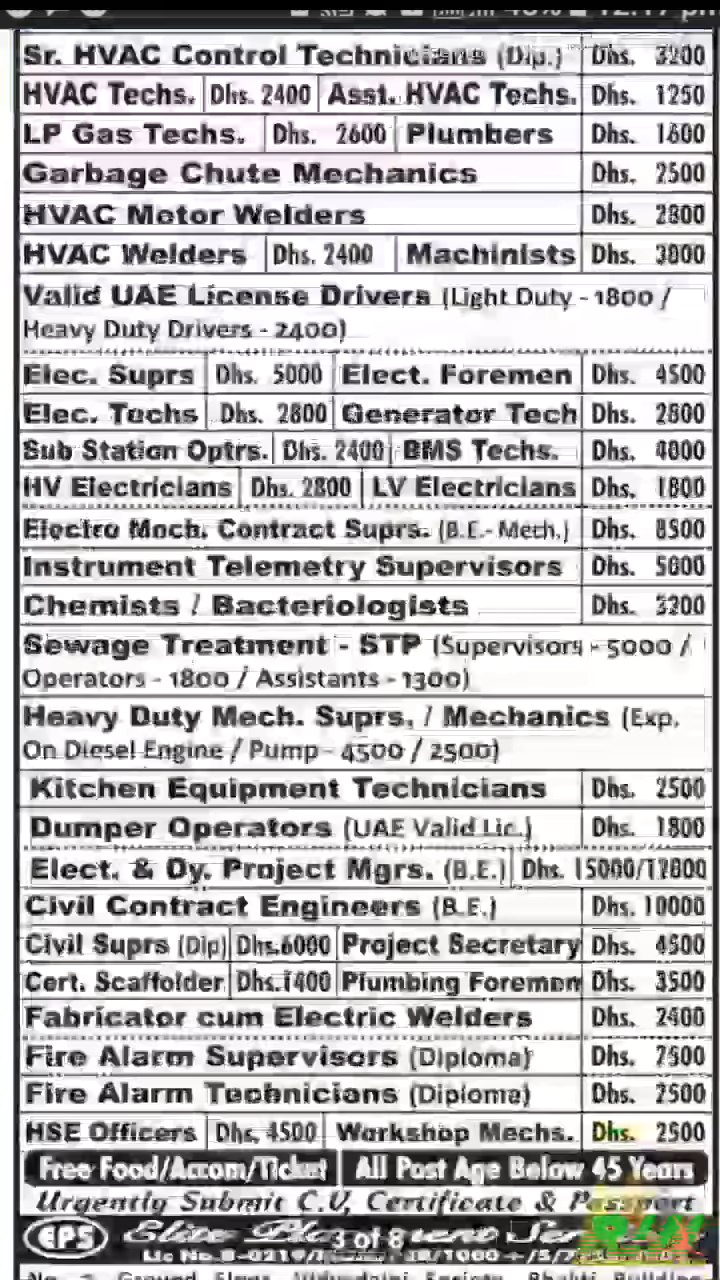 12:17 pm
Sr. HVAC Control Technicians (Dip.) Dhs. 3200
HVAC Techs. Dhs. 2400 Asst. HVAC Techs. Dhs. 1250
LP Gas Techs. Dhs. 2600 Plumbers Dhs. 1600
Garbage Chute Mechanics Dhs. 2500
HVAC Motor Welders Dhs. 2800
HVAC Welders Dhs. 2400 Machinists Dhs. 3000
Valid UAE License Drivers (Light Duty - 1800 /
Heavy Duty Drivers - 2400)
Elec. Suprs Dhs. 5000 Elect. Foremen Dhs. 4500
Elec. Techs Dhs. 2800 Generator Tech Dhs. 2800
Sub Station Optrs. Dhs. 2400 BMS Techs. Dhs. 4000
HV Electricians Dhs. 2800 LV Electricians Dhs. 1800
Electro Mech. Contract Suprs. (B.E.- Mech.) Dhs. 8500
Instrument Telemetry Supervisors Dhs. 5000
Chemists / Bacteriologists Dhs. 3200
Sewage Treatment - STP (Supervisors - 5000 /
Operators - 1800 / Assistants - 1300)
Heavy Duty Mech. Suprs. / Mechanics (Exp.
On Diesel Engine / Pump - 4500 / 2500)
Kitchen Equipment Technicians Dhs. 2500
Dumper Operators (UAE Valid Lic.) Dhs. 1800
Elect. & Dy. Project Mgrs. (B.E.) Dhs. 15000/12000
Civil Contract Engineers (B.E.) Dhs. 10000
Civil Suprs (Dip) Dhs.6000 Project Secretary Dhs. 4500
Cert. Scaffolder Dhs.1400 Plumbing Foremen Dhs. 3500
Fabricator cum Electric Welders Dhs. 2400
Fire Alarm Supervisors (Diploma) Dhs. 7500
Fire Alarm Technicians (Diploma) Dhs. 2500
HSE Officers Dhs. 4500 Workshop Mechs. Dhs. 2500
Free Food/Accom/Ticket All Post Age Below 45 Years
Urgently Submit C.V, Certificate & Passport
EPS Elite
3 of 8